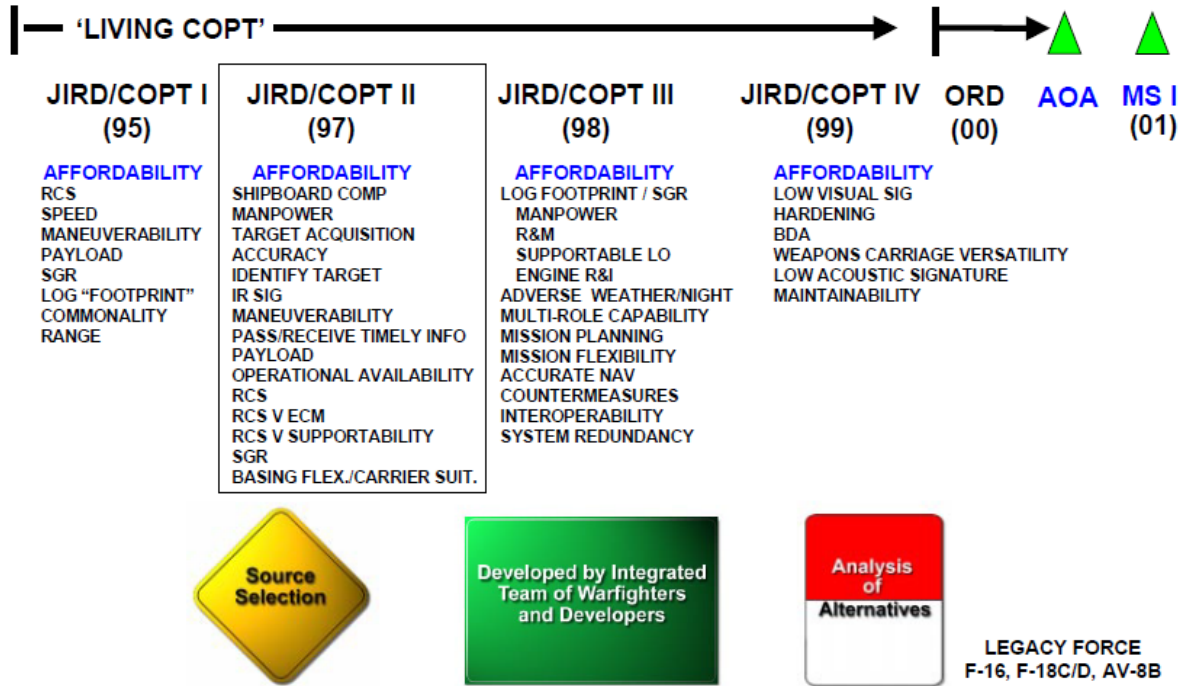 'LIVING COPT'
JIRD/COPT I
(95)
AFFORDABILITY
RCS
SPEED
MANEUVERABILITY
PAYLOAD
SGR
LOG "FOOTPRINT"
COMMONALITY
RANGE
JIRD/COPT II
(97)
AFFORDABILITY
SHIPBOARD COMP
MANPOWER
TARGET ACQUISITION
ACCURACY
IDENTIFY TARGET
IR SIG
MANEUVERABILITY
PASS/RECEIVE TIMELY INFO
PAYLOAD
OPERATIONAL AVAILABILITY
RCS
RCS V ECM
RCS V SUPPORTABILITY
SGR
BASING FLEX./CARRIER SUIT.
JIRD/COPT III
(98)
AFFORDABILITY
LOG FOOTPRINT / SGR
MANPOWER
R&M
SUPPORTABLE LO
ENGINE R&I
ADVERSE WEATHER/NIGHT
MULTI-ROLE CAPABILITY
MISSION PLANNING
MISSION FLEXIBILITY
ACCURATE NAV
COUNTERMEASURES
INTEROPERABILITY
SYSTEM REDUNDANCY
JIRD/COPT IV
(99)
AFFORDABILITY
LOW VISUAL SIG
HARDENING
BDA
WEAPONS CARRIAGE VERSATILITY
LOW ACOUSTIC SIGNATURE
MAINTAINABILITY
ORD
(00)
AOA
MS I
(01)
Source
Selection
Developed by Integrated
Team of Warfighters
and Developers
Analysis
of
Alternatives
LEGACY FORCE
F-16, F-18C/D, AV-8B